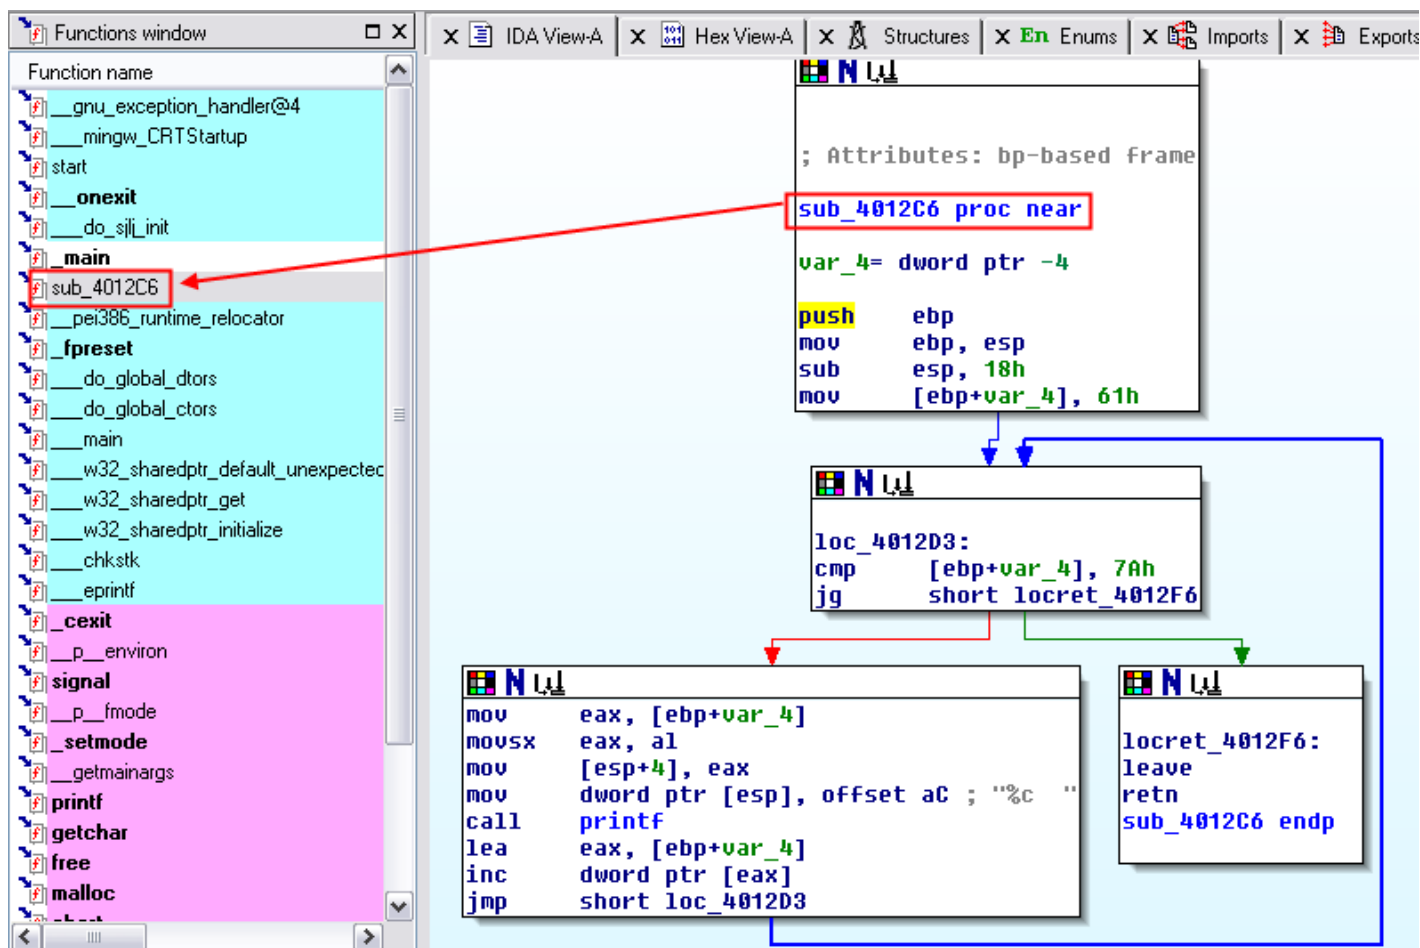 Functions window
Function name
__gnu_exception_handler@4
___mingw_CRTStartup
start
__onexit
___do_sjlj_init
_main
sub_4012C6
__pei386_runtime_relocator
_fpreset
___do_global_dtors
___do_global_ctors
___main
___w32_sharedptr_default_unexpected
___w32_sharedptr_get
___w32_sharedptr_initialize
___chkstk
___eprintf
_cexit
__p__environ
signal
__p__fmode
_setmode
__getmainargs
printf
getchar
free
malloc
IDA View-A
Hex View-A
Structures
En Enums
Imports
Exports
; Attributes: bp-based frame
sub_4012C6 proc near
var_4= dword ptr -4
push ebp
mov ebp, esp
sub esp, 18h
mov [ebp+var_4], 61h
loc_4012D3:
cmp [ebp+var_4], 7Ah
jg short locret_4012F6
mov eax, [ebp+var_4]
movsx eax, al
mov [esp+4], eax
mov dword ptr [esp], offset aC ; "%c "
call printf
lea eax, [ebp+var_4]
inc dword ptr [eax]
jmp short loc_4012D3
locret_4012F6:
leave
retn
sub_4012C6 endp